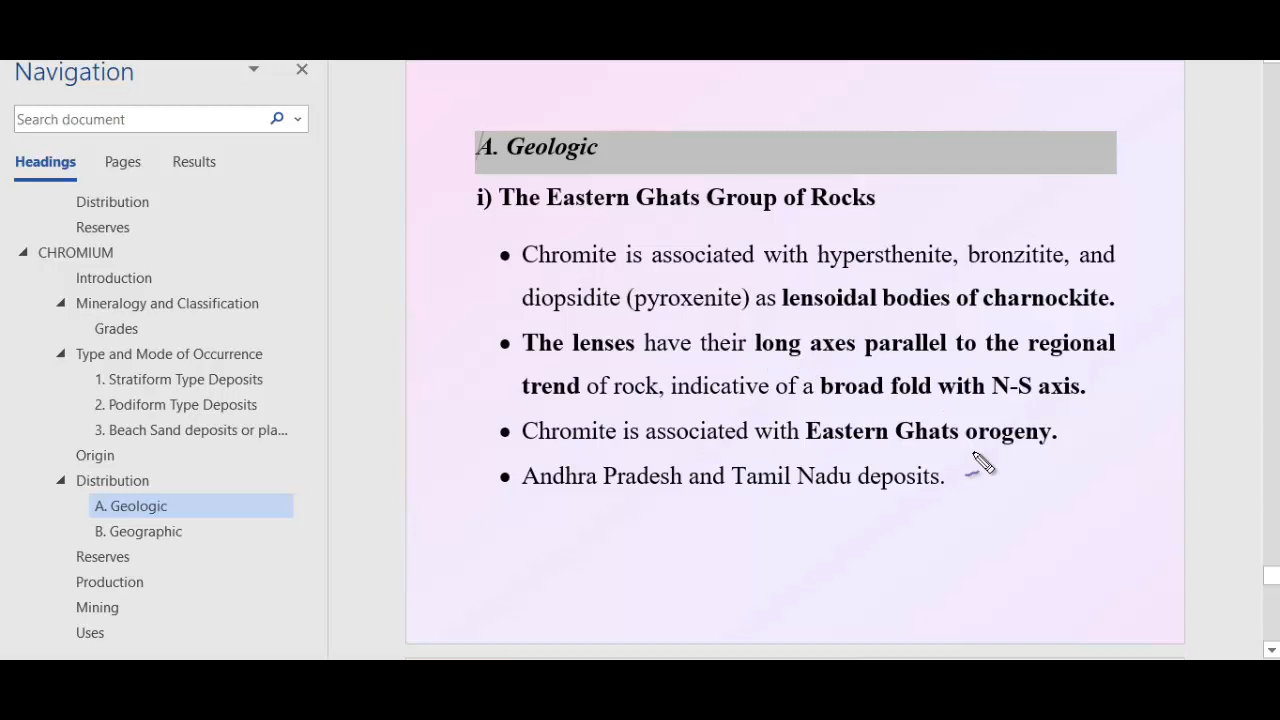 Navigation
Search document
Headings Pages Results
Distribution
Reserves
CHROMIUM
Introduction
Mineralogy and Classification
Grades
Type and Mode of Occurrence
1. Stratiform Type Deposits
2. Podiform Type Deposits
3. Beach Sand deposits or pla...
Origin
Distribution
A. Geologic
B. Geographic
Reserves
Production
Mining
Uses
A. Geologic
i) The Eastern Ghats Group of Rocks
• Chromite is associated with hypersthenite, bronzitite, and
diopsidite (pyroxenite) as lensoidal bodies of charnockite.
• The lenses have their long axes parallel to the regional
trend of rock, indicative of a broad fold with N-S axis.
• Chromite is associated with Eastern Ghats orogeny.
• Andhra Pradesh and Tamil Nadu deposits.